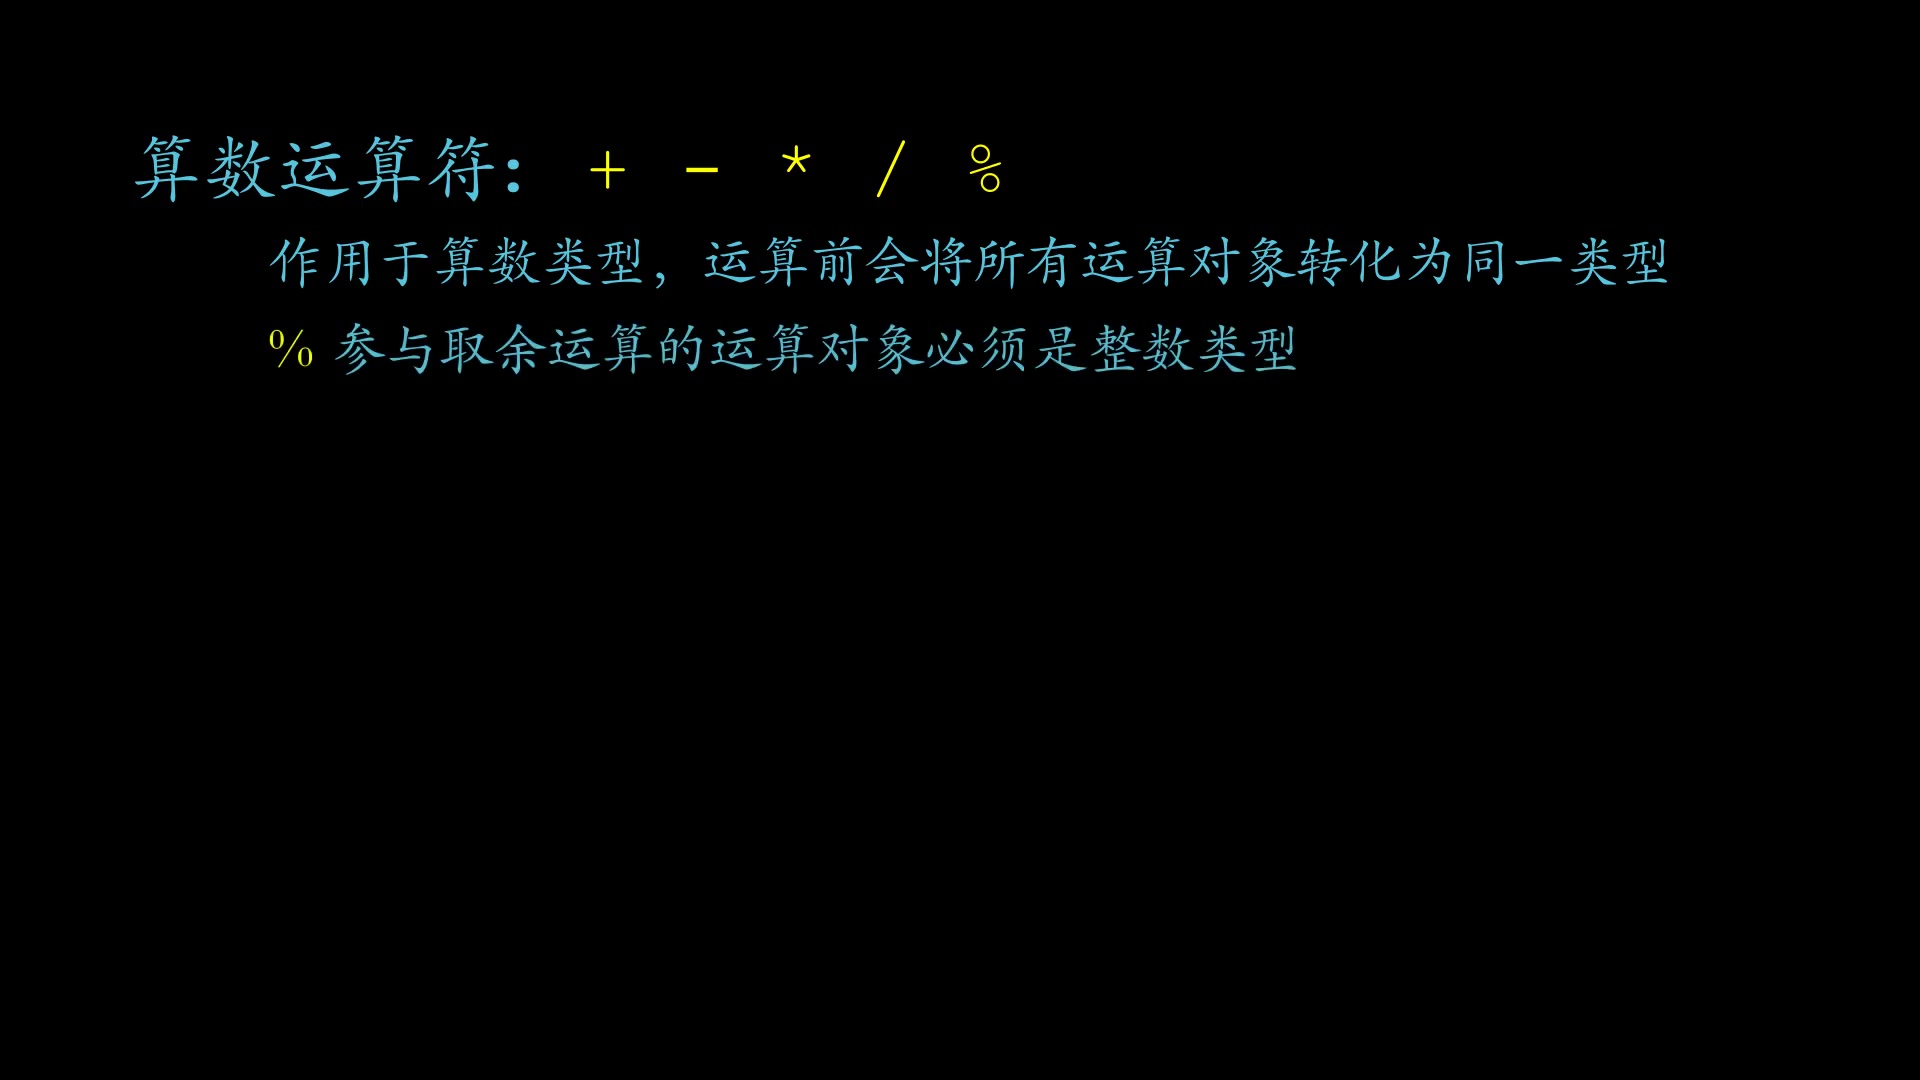 算数运算符： + - * / %
作用于算数类型，运算前会将所有运算对象转化为同一类型
% 参与取余运算的运算对象必须是整数类型